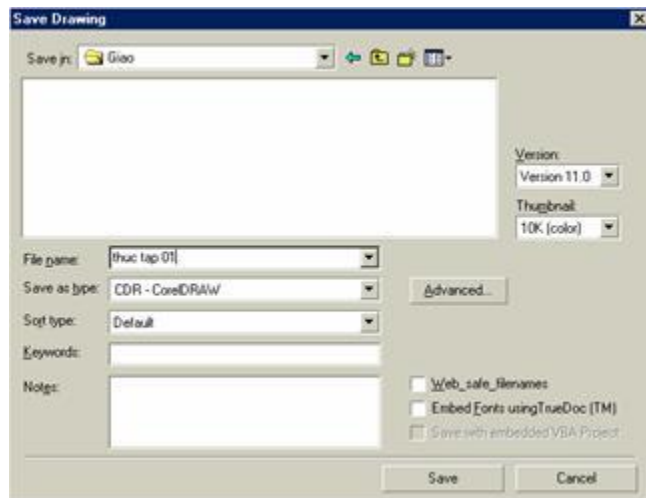 Save Drawing
Save in: Giao
Version:
Version 11.0
Thumbnail:
10K (color)
File name: thuc tap 01
Save as type: CDR - CorelDRAW
Advanced...
Sort type: Default
Keywords:
Notes:
Web_safe_filenames
Embed Fonts usingTrueDoc (TM)
Save with embedded VBA Project
Save Cancel